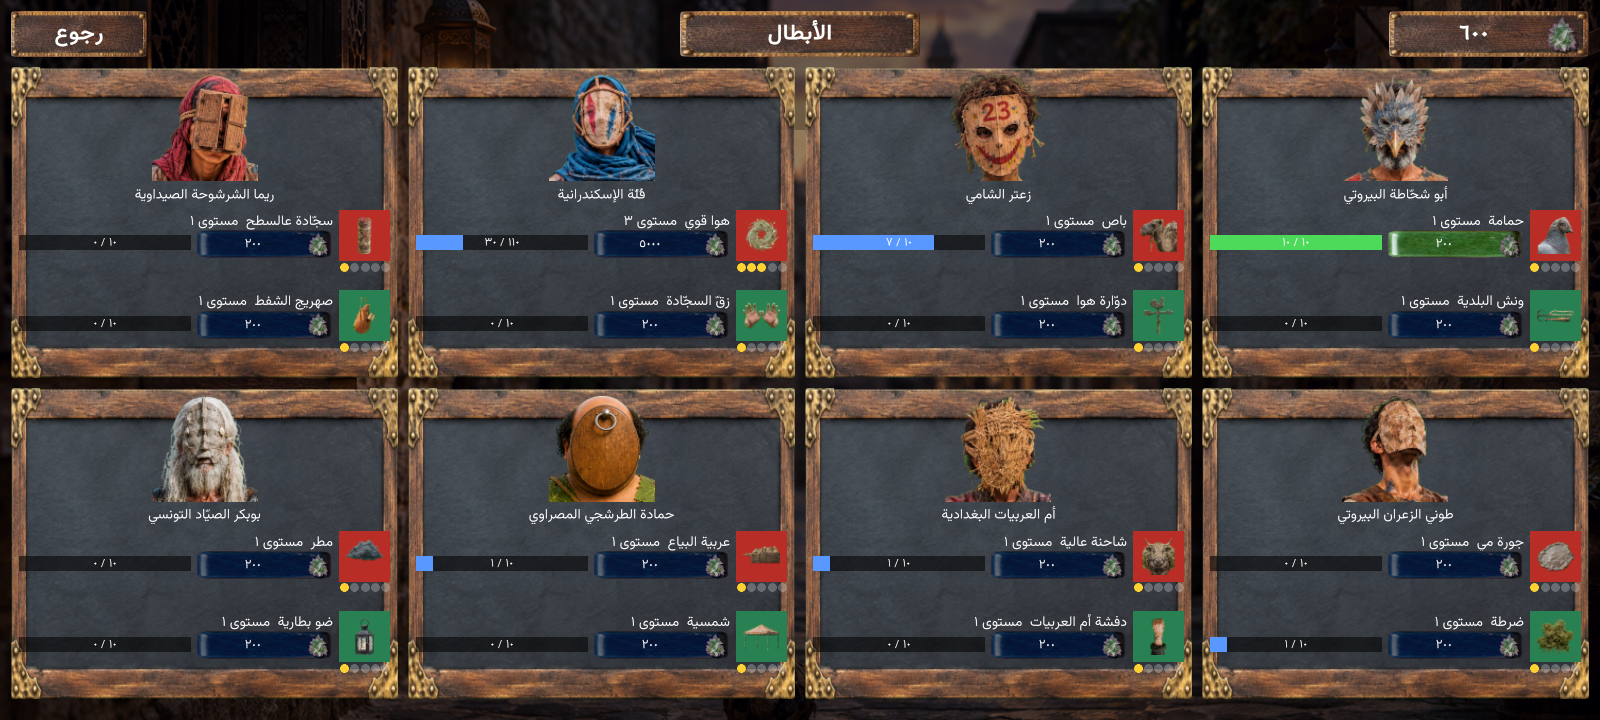 ٦٠٠
الأبطال
رجوع
أبو شحّاطة البيروتي
حمامة مستوى ١
٢٠٠
١٠ / ١٠
ونش البلدية مستوى ١
٢٠٠
٠ / ١٠
زعتر الشامي
23
باص مستوى ١
٢٠٠
٧ / ١٠
دوّارة هوا مستوى ١
٢٠٠
٠ / ١٠
قلّة الإسكندرانية
هوا قوي مستوى ٣
٥٠٠٠
٣٠ / ١١٠
زقّ السجّادة مستوى ١
٢٠٠
٠ / ١٠
ريما الشرشوحة الصيداوية
سجّادة عالسطح مستوى ١
٢٠٠
٠ / ١٠
صهريج الشفط مستوى ١
٢٠٠
٠ / ١٠
طوني الزعران البيروتي
جورة مي مستوى ١
٢٠٠
٠ / ١٠
ضرطة مستوى ١
٢٠٠
١ / ١٠
أم العربيات البغدادية
شاحنة عالية مستوى ١
٢٠٠
١ / ١٠
دفشة أم العربيات مستوى ١
٢٠٠
٠ / ١٠
حمادة الطرشجي المصراوي
عربية البياع مستوى ١
٢٠٠
١ / ١٠
شمسية مستوى ١
٢٠٠
٠ / ١٠
بوبكر الصيّاد التونسي
مطر مستوى ١
٢٠٠
٠ / ١٠
ضو بطارية مستوى ١
٢٠٠
٠ / ١٠